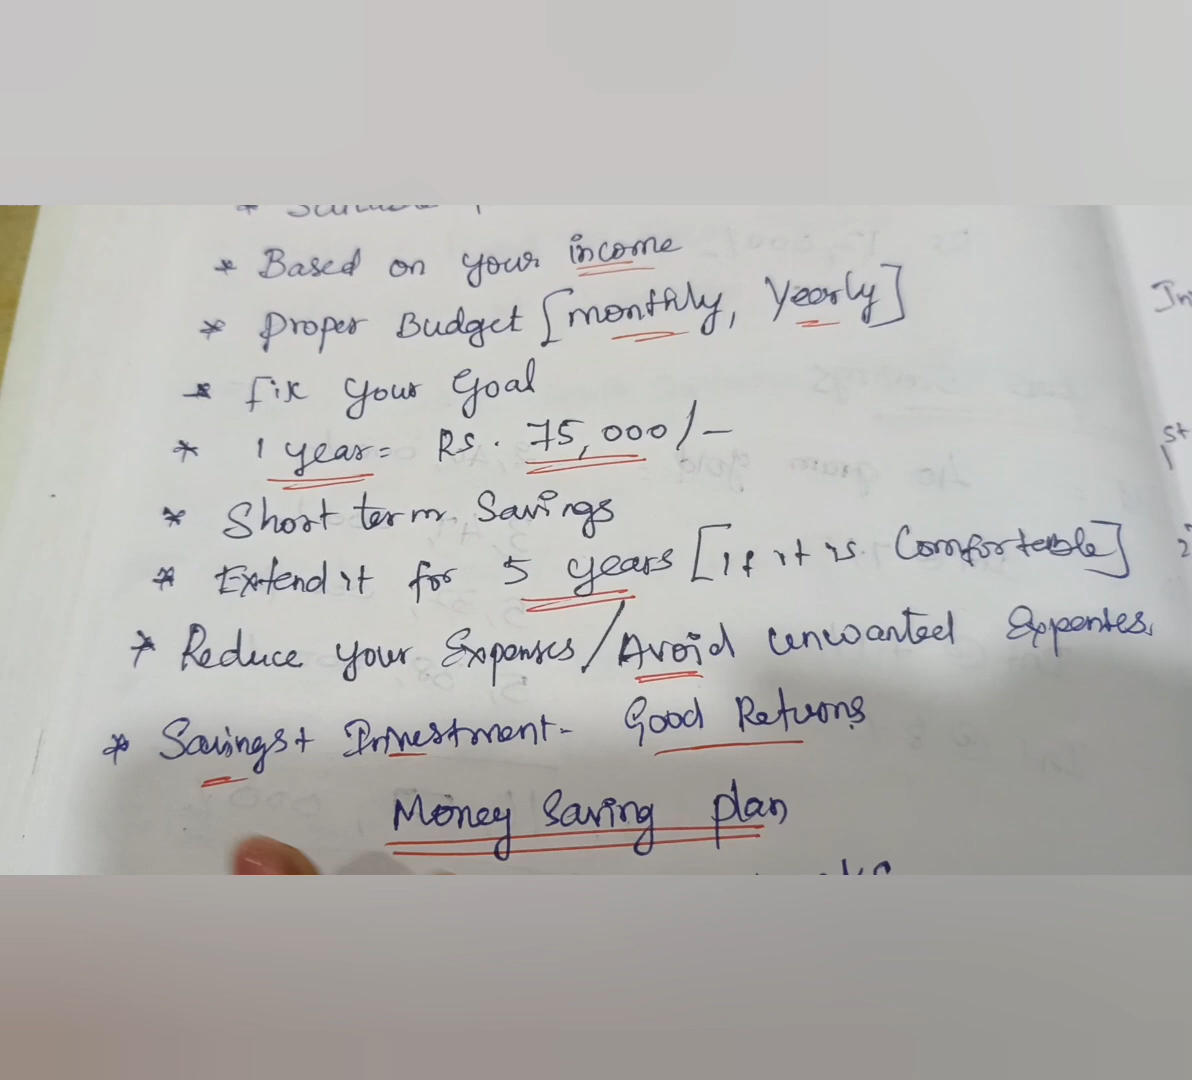 * Based on your income
* Proper Budget [monthly, Yearly]
* Fix your Goal
* 1 year = Rs. 75,000/-
* Short term Savings
* Extend it for 5 years [If it is Comfortable]
* Reduce your Expenses/Avoid unwanted Expenses.
* Savings + Investment - Good Returns
Money Saving plan